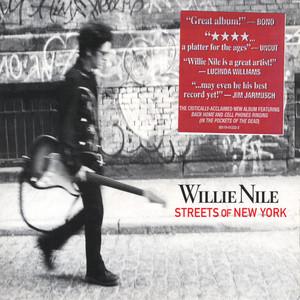 "Great album!" — BONO
"★★★★...
a platter for the ages" — UNCUT
"Willie Nile is a great artist!"
— LUCINDA WILLIAMS
"...may even be his best
record yet!" — JIM JARMUSCH
THE CRITICALLY-ACCLAIMED NEW ALBUM FEATURING
BACK HOME AND CELL PHONES RINGING
(IN THE POCKETS OF THE DEAD)
WILLIE NILE
STREETS OF NEW YORK